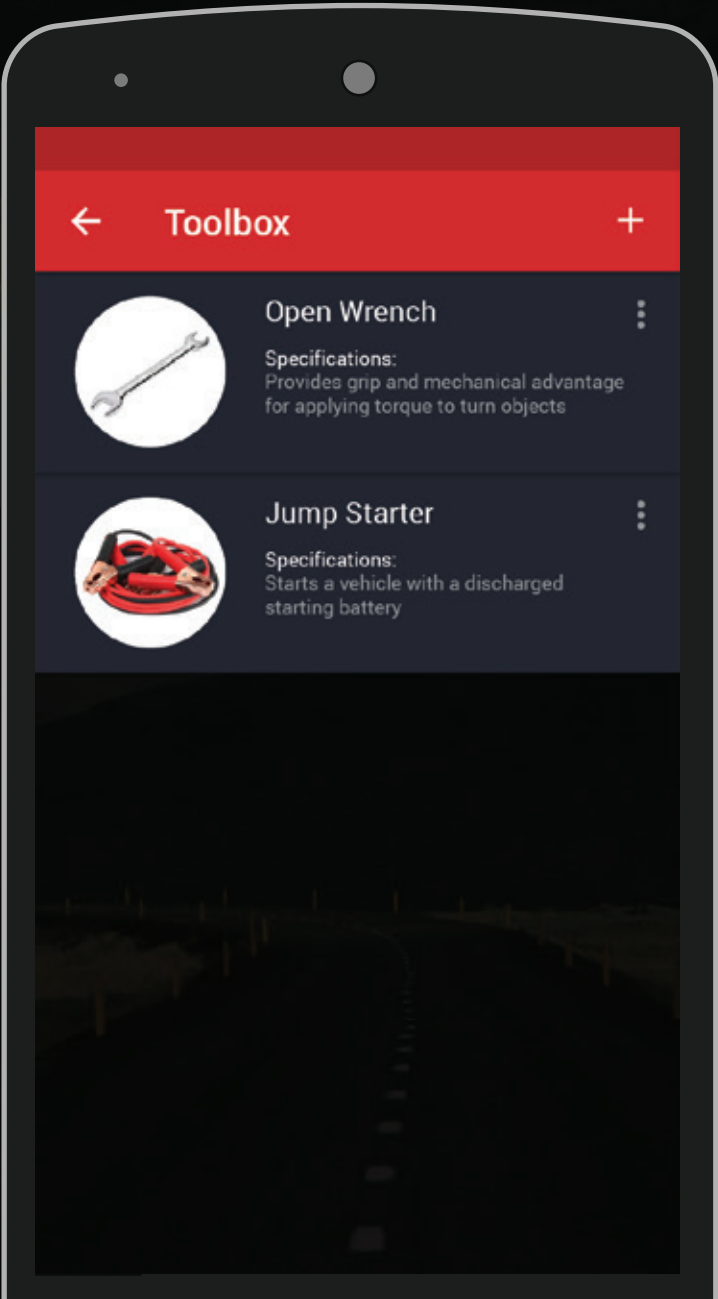 Toolbox
Open Wrench
Specifications:
Provides grip and mechanical advantage
for applying torque to turn objects
Jump Starter
Specifications:
Starts a vehicle with a discharged
starting battery